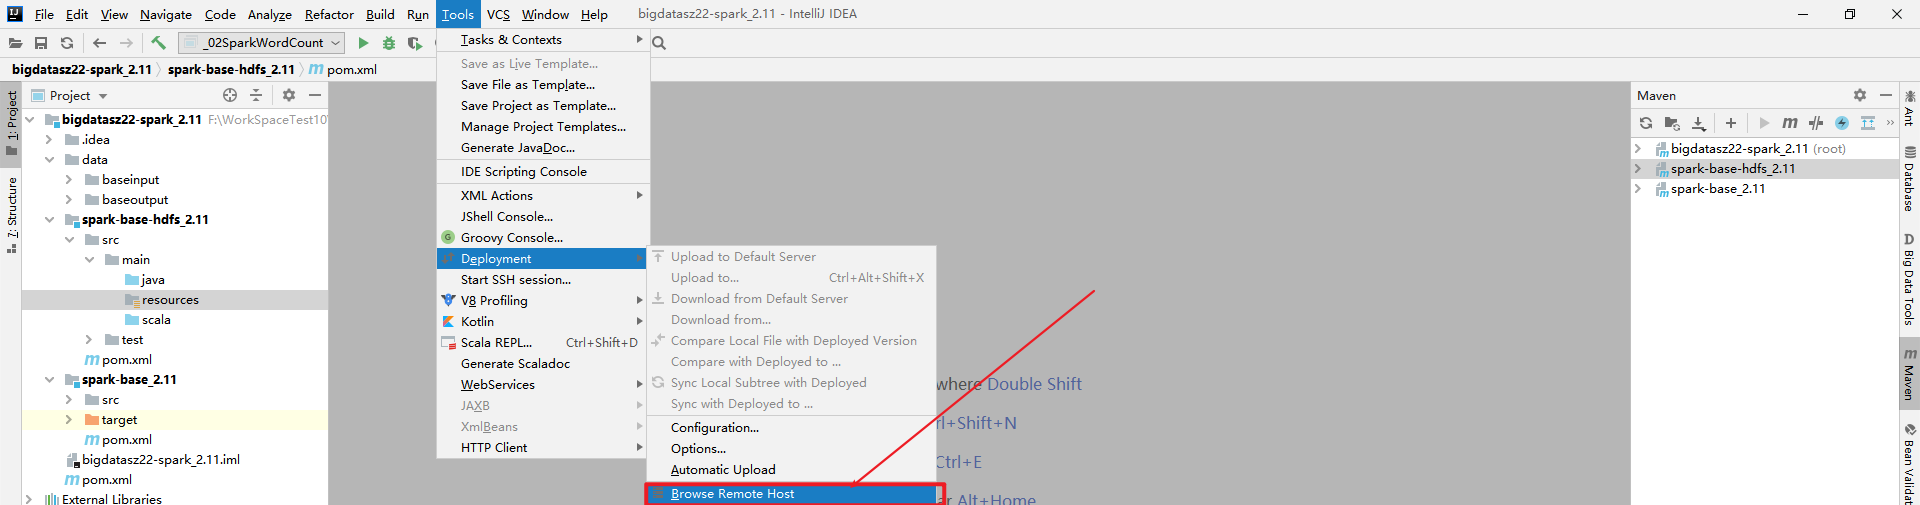 File Edit View Navigate Code Analyze Refactor Build Run Tools VCS Window Help bigdatasz22-spark_2.11 - IntelliJ IDEA
_02SparkWordCount
bigdatasz22-spark_2.11 spark-base-hdfs_2.11 pom.xml
1: Project
7: Structure
Project
bigdatasz22-spark_2.11 F:\WorkSpaceTest10\
.idea
data
baseinput
baseoutput
spark-base-hdfs_2.11
src
main
java
resources
scala
test
pom.xml
spark-base_2.11
src
target
pom.xml
bigdatasz22-spark_2.11.iml
pom.xml
External Libraries
Tasks & Contexts
Save as Live Template...
Save File as Template...
Save Project as Template...
Manage Project Templates...
Generate JavaDoc...
IDE Scripting Console
XML Actions
JShell Console...
Groovy Console...
Deployment
Start SSH session...
V8 Profiling
Kotlin
Scala REPL... Ctrl+Shift+D
Generate Scaladoc
WebServices
JAXB
XmlBeans
HTTP Client
Upload to Default Server
Upload to... Ctrl+Alt+Shift+X
Download from Default Server
Download from...
Compare Local File with Deployed Version
Compare with Deployed to ...
Sync Local Subtree with Deployed
Sync with Deployed to ...
Configuration...
Options...
Automatic Upload
Browse Remote Host
where Double Shift
rl+Shift+N
Ctrl+E
ar Alt+Home
Maven
bigdatasz22-spark_2.11 (root)
spark-base-hdfs_2.11
spark-base_2.11
Ant
Database
Big Data Tools
Maven
Bean Validat